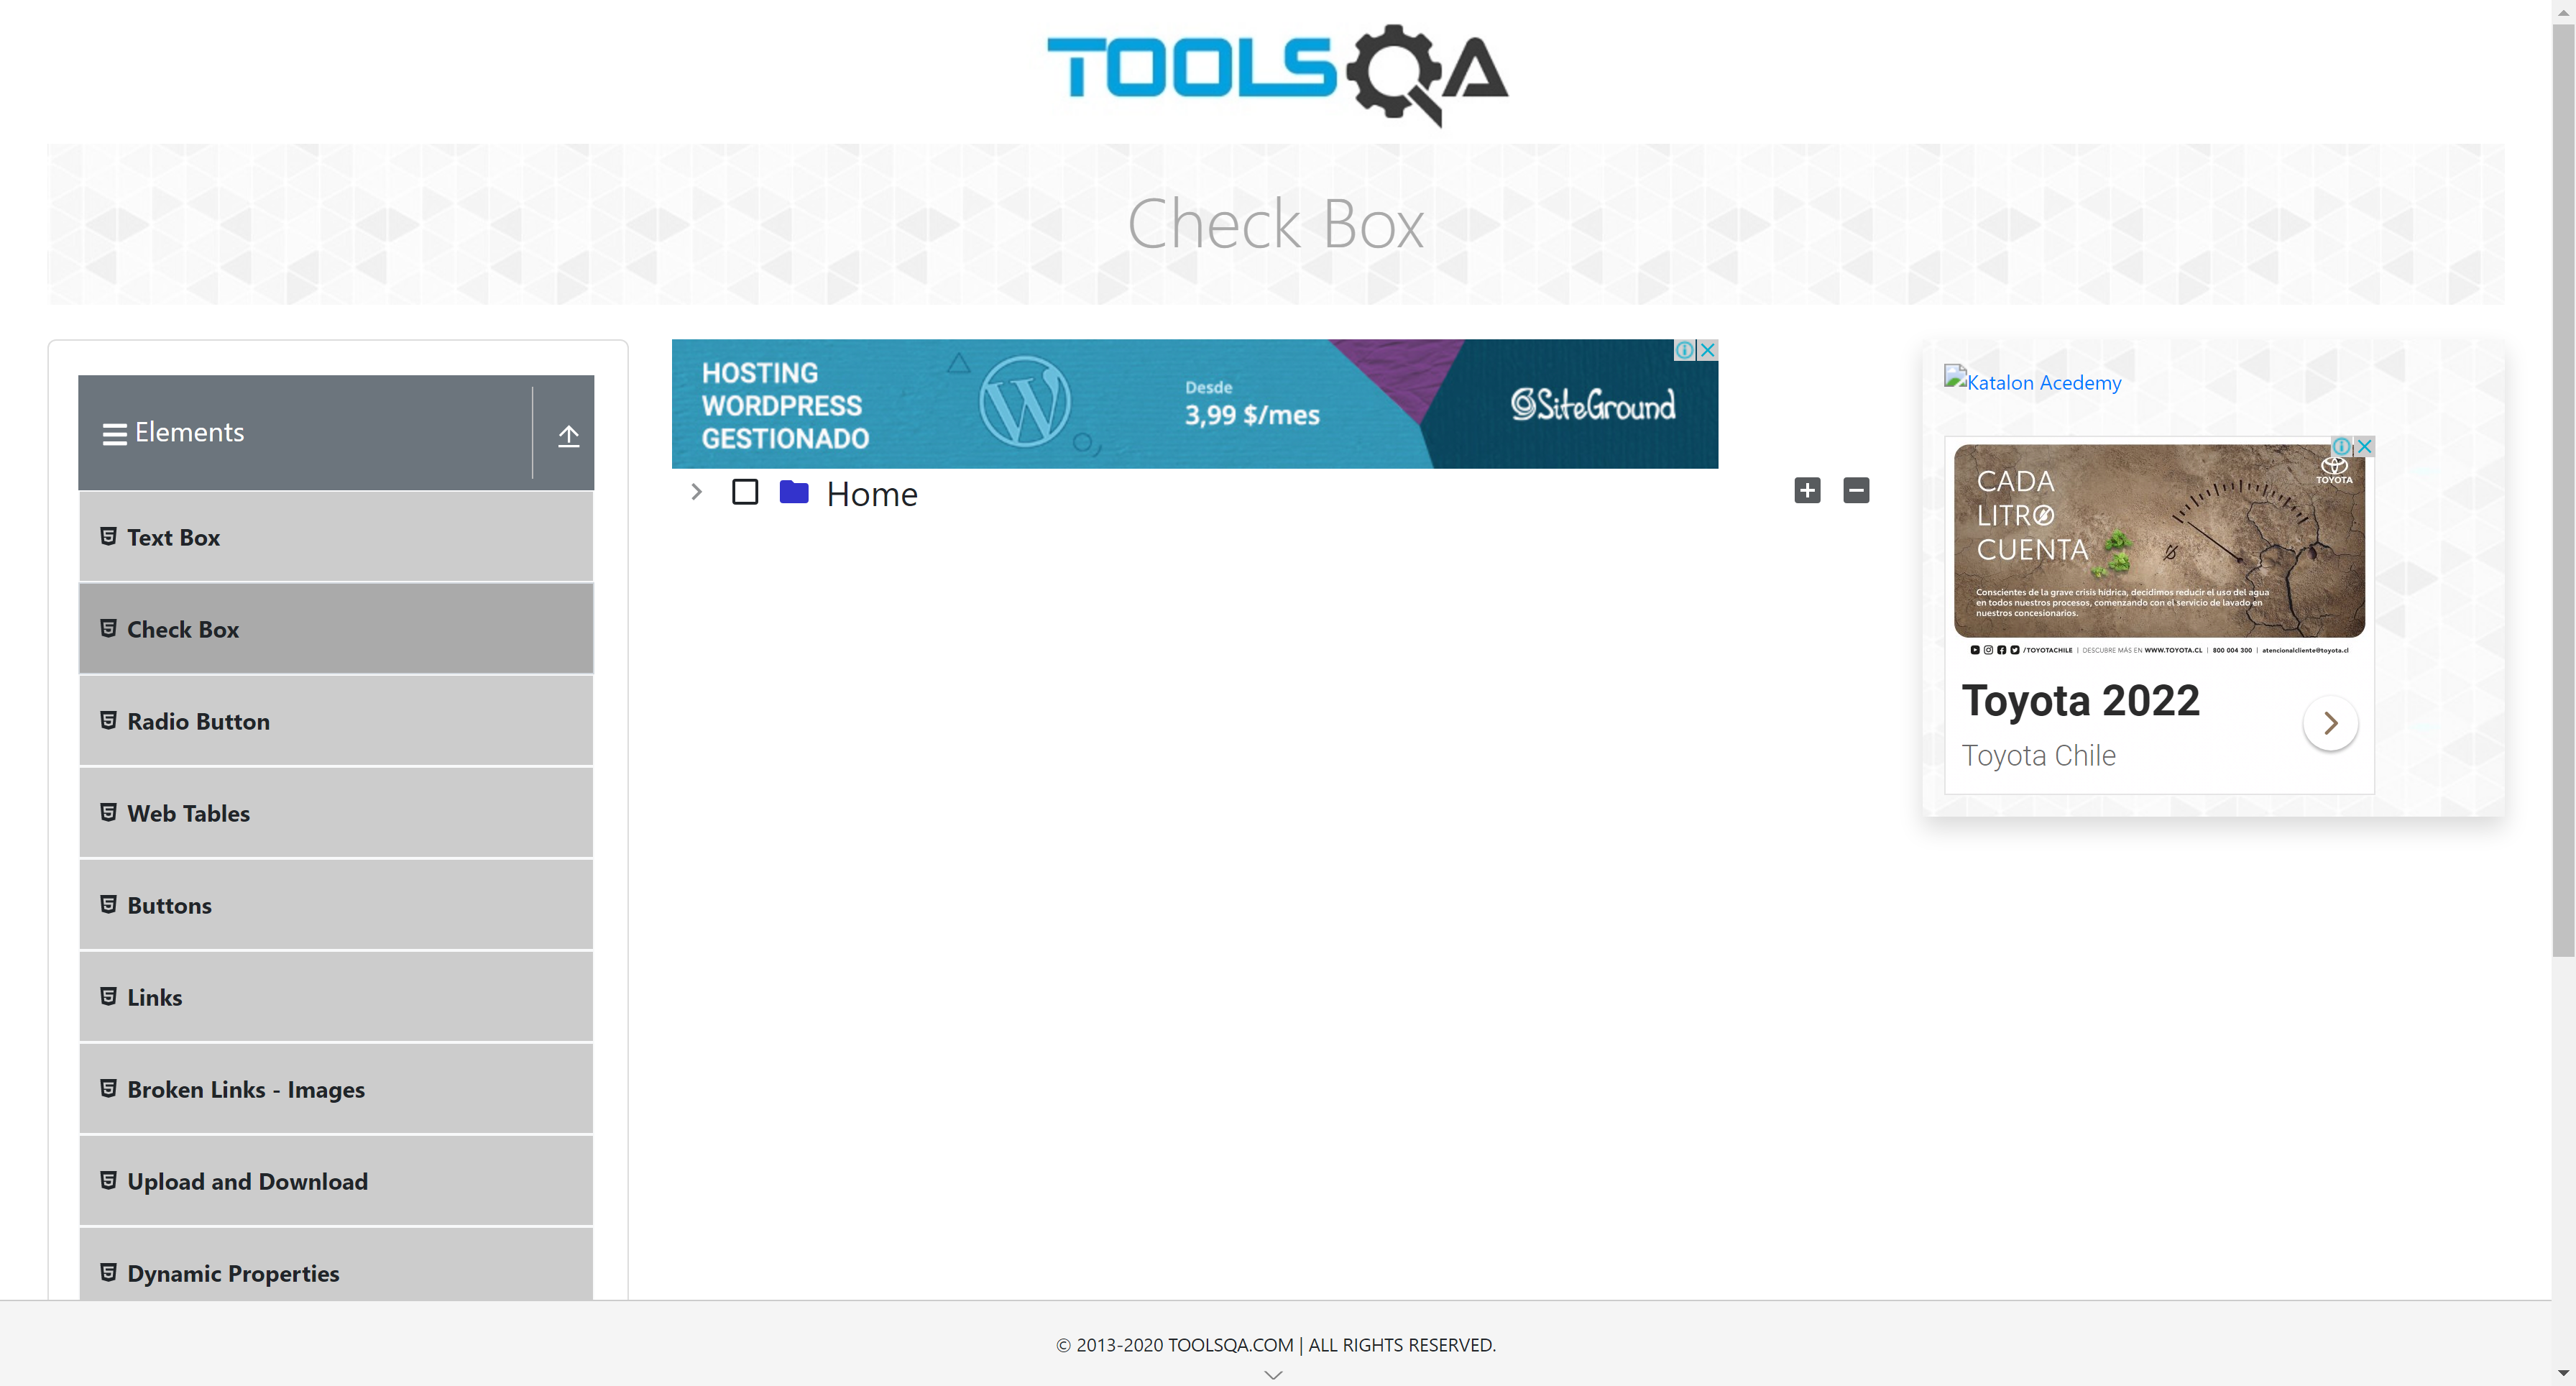 TOOLSQA
Check Box
Elements
Text Box
Check Box
Radio Button
Web Tables
Buttons
Links
Broken Links - Images
Upload and Download
Dynamic Properties
HOSTING
WORDPRESS
GESTIONADO
Desde
3,99 $/mes
SiteGround
Home
Katalon Acedemy
CADA
LITRO
CUENTA
TOYOTA
Conscientes de la grave crisis hídrica, decidimos reducir el uso del agua
en todos nuestros procesos, comenzando con el servicio de lavado en
nuestros concesionarios.
/TOYOTACHILE | DESCUBRE MÁS EN WWW.TOYOTA.CL | 800 004 300 | atencionalcliente@toyota.cl
Toyota 2022
Toyota Chile
© 2013-2020 TOOLSQA.COM | ALL RIGHTS RESERVED.